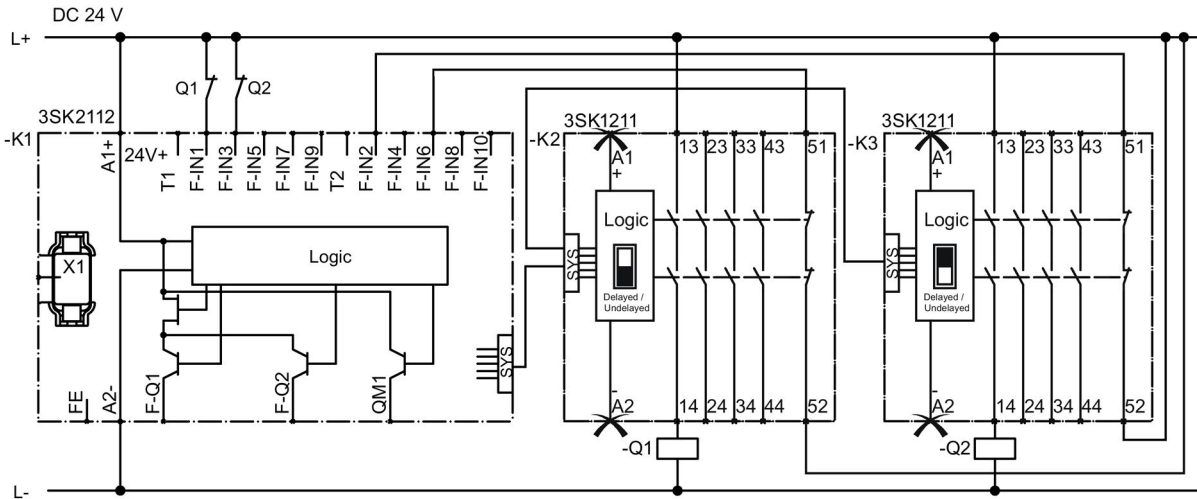 DC 24 V
L+
Q1
Q2
3SK2112
3SK1211
3SK1211
-K1
-K2
-K3
A1+
24V+
T1
F-IN1
F-IN3
F-IN5
F-IN7
F-IN9
T2
F-IN2
F-IN4
F-IN6
F-IN8
F-IN10
A1
+
13
23
33
43
51
A1
+
13
23
33
43
51
Logic
Logic
Logic
X1
SYS
SYS
SYS
Delayed /
Undelayed
Delayed /
Undelayed
FE
A2-
F-Q1
F-Q2
QM1
-
A2
14
24
34
44
52
-
A2
14
24
34
44
52
-Q1
-Q2
L-